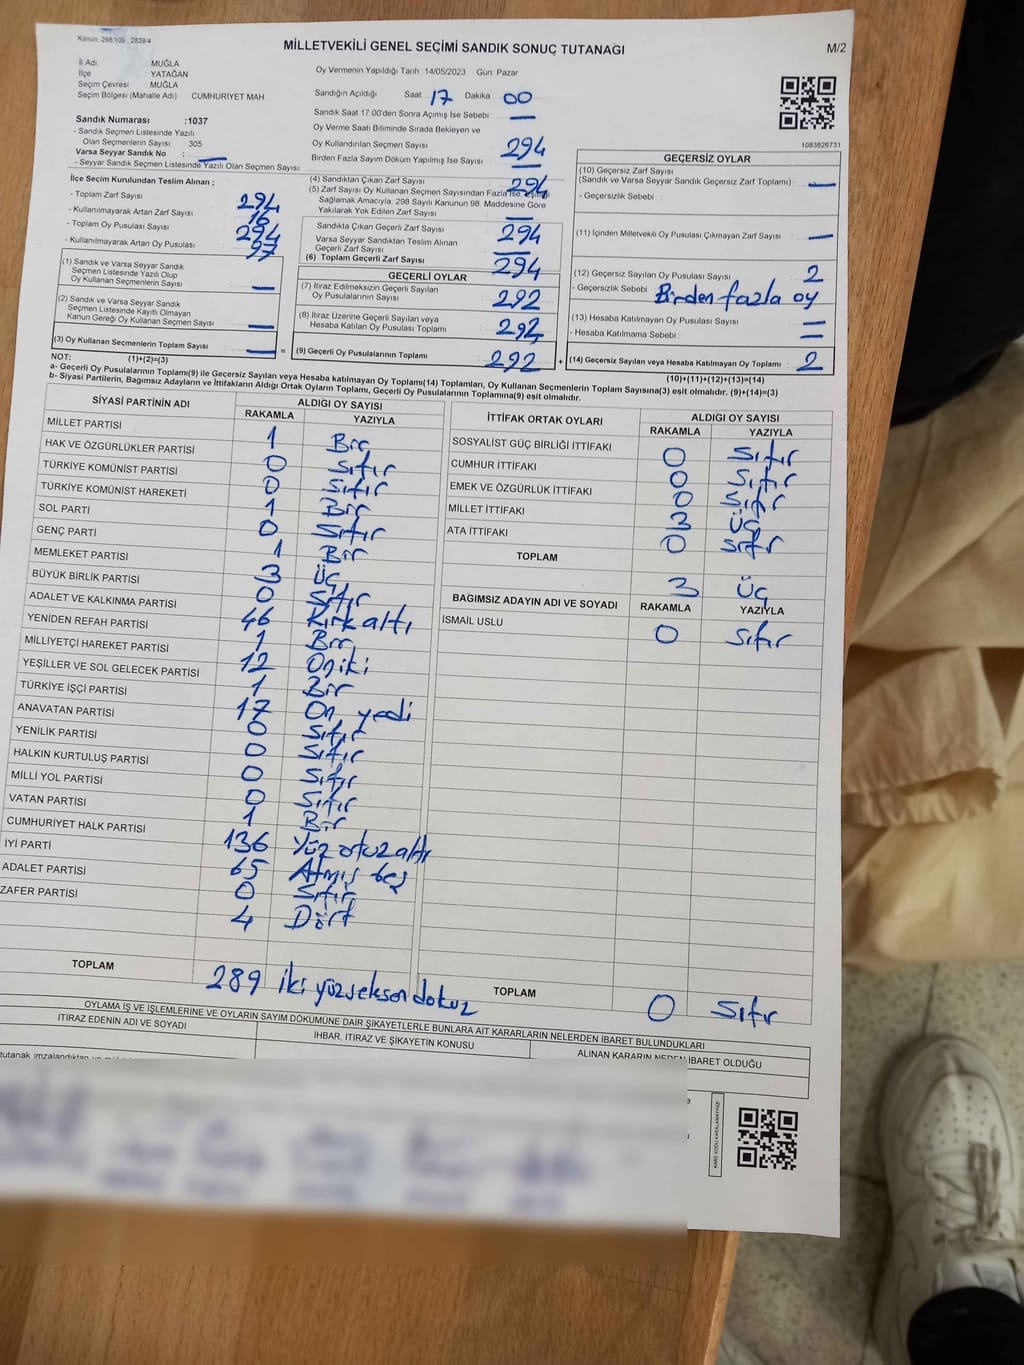 Kanun: 298/105, 2839/4
MİLLETVEKİLİ GENEL SEÇİMİ SANDIK SONUÇ TUTANAĞI
M/2
İl Adı : MUĞLA
İlçe : YATAĞAN
Seçim Çevresi : MUĞLA
Seçim Bölgesi (Mahalle Adı) : CUMHURİYET MAH.
Sandık Numarası :1037
- Sandık Seçmen Listesinde Yazılı
Olan Seçmenlerin Sayısı 305
Varsa Seyyar Sandık No :
- Seyyar Sandık Seçmen Listesinde Yazılı Olan Seçmen Sayısı:
Oy Vermenin Yapıldığı Tarih :14/05/2023 Gün: Pazar
Sandığın Açıldığı Saat 17 Dakika 00
Sandık Saat 17:00'den Sonra Açılmış İse Sebebi : —
Oy Verme Saati Bitiminde Sırada Bekleyen ve
Oy Kullandırılan Seçmen Sayısı 294
Birden Fazla Sayım Döküm Yapılmış İse Sayısı : —
1083826731
İlçe Seçim Kurulundan Teslim Alınan ;
- Toplam Zarf Sayısı 294
- Kullanılmayarak Artan Zarf Sayısı 16
- Toplam Oy Pusulası Sayısı 294
- Kullanılmayarak Artan Oy Pusulası 97
(1) Sandık ve Varsa Seyyar Sandık
Seçmen Listesinde Yazılı Olup
Oy Kullanan Seçmenlerin Sayısı —
(2) Sandık ve Varsa Seyyar Sandık
Seçmen Listesinde Kayıtlı Olmayan
Kanun Gereği Oy Kullanan Seçmen Sayısı —
(3) Oy Kullanan Seçmenlerin Toplam Sayısı — =
(1)+(2)=(3)
(4) Sandıktan Çıkan Zarf Sayısı 294
(5) Zarf Sayısı Oy Kullanan Seçmen Sayısından Fazla İse, Eşitliği
Sağlamak Amacıyla, 298 Sayılı Kanunun 98. Maddesine Göre
Yakılarak Yok Edilen Zarf Sayısı —
Sandıkta Çıkan Geçerli Zarf Sayısı 294
Varsa Seyyar Sandıktan Teslim Alınan
Geçerli Zarf Sayısı —
(6) Toplam Geçerli Zarf Sayısı 294
GEÇERLİ OYLAR
(7) İtiraz Edilmeksizin Geçerli Sayılan
Oy Pusulalarının Sayısı 292
(8) İtiraz Üzerine Geçerli Sayılan veya
Hesaba Katılan Oy Pusulası Toplamı 292
(9) Geçerli Oy Pusulalarının Toplamı 292 +
GEÇERSİZ OYLAR
(10) Geçersiz Zarf Sayısı
(Sandık ve Varsa Seyyar Sandık Geçersiz Zarf Toplamı) : —
- Geçersizlik Sebebi :
(11) İçinden Milletvekili Oy Pusulası Çıkmayan Zarf Sayısı : —
(12) Geçersiz Sayılan Oy Pusulası Sayısı : 2
- Geçersizlik Sebebi : Birden fazla oy
(13) Hesaba Katılmayan Oy Pusulası Sayısı : —
- Hesaba Katılmama Sebebi : —
(14) Geçersiz Sayılan veya Hesaba Katılmayan Oy Toplamı : 2
(10)+(11)+(12)+(13)=(14)
NOT:
a- Geçerli Oy Pusulalarının Toplamı(9) ile Geçersiz Sayılan veya Hesaba katılmayan Oy Toplamı(14) Toplamları, Oy Kullanan Seçmenlerin Toplam Sayısına(3) eşit olmalıdır. (9)+(14)=(3)
b- Siyasi Partilerin, Bağımsız Adayların ve İttifakların Aldığı Ortak Oyların Toplamı, Geçerli Oy Pusulalarının Toplamına(9) eşit olmalıdır.
SİYASİ PARTİNİN ADI ALDIĞI OY SAYISI
RAKAMLA YAZIYLA
MİLLET PARTİSİ 1 Bir
HAK VE ÖZGÜRLÜKLER PARTİSİ 0 Sıfır
TÜRKİYE KOMÜNİST PARTİSİ 0 Sıfır
TÜRKİYE KOMÜNİST HAREKETİ 1 Bir
SOL PARTİ 0 Sıfır
GENÇ PARTİ 1 Bir
MEMLEKET PARTİSİ 3 Üç
BÜYÜK BİRLİK PARTİSİ 0 Sıfır
ADALET VE KALKINMA PARTİSİ 46 Kırkaltı
YENİDEN REFAH PARTİSİ 1 Bir
MİLLİYETÇİ HAREKET PARTİSİ 12 Oniki
YEŞİLLER VE SOL GELECEK PARTİSİ 1 Bir
TÜRKİYE İŞÇİ PARTİSİ 17 On yedi
ANAVATAN PARTİSİ 0 Sıfır
YENİLİK PARTİSİ 0 Sıfır
HALKIN KURTULUŞ PARTİSİ 0 Sıfır
MİLLİ YOL PARTİSİ 0 Sıfır
VATAN PARTİSİ 1 Bir
CUMHURİYET HALK PARTİSİ 136 Yüz otuzaltı
İYİ PARTİ 65 Atmış beş
ADALET PARTİSİ 0 Sıfır
ZAFER PARTİSİ 4 Dört
TOPLAM 289 iki yüzseksen dokuz
İTTİFAK ORTAK OYLARI ALDIĞI OY SAYISI
RAKAMLA YAZIYLA
SOSYALİST GÜÇ BİRLİĞİ İTTİFAKI 0 Sıfır
CUMHUR İTTİFAKI 0 Sıfır
EMEK VE ÖZGÜRLÜK İTTİFAKI 0 Sıfır
MİLLET İTTİFAKI 3 Üç
ATA İTTİFAKI 0 Sıfır
TOPLAM 3 Üç
BAĞIMSIZ ADAYIN ADI VE SOYADI RAKAMLA YAZIYLA
İSMAİL USLU 0 Sıfır
TOPLAM 0 Sıfır
OYLAMA İŞ VE İŞLEMLERİNE VE OYLARIN SAYIM DÖKÜMÜNE DAİR ŞİKAYETLERLE BUNLARA AİT KARARLARIN NELERDEN İBARET BULUNDUKLARI
İTİRAZ EDENİN ADI VE SOYADI
İHBAR, İTİRAZ VE ŞİKAYETİN KONUSU
ALINAN KARARIN NEDEN İBARET OLDUĞU
KARE KODU KARALAMAYINIZ!